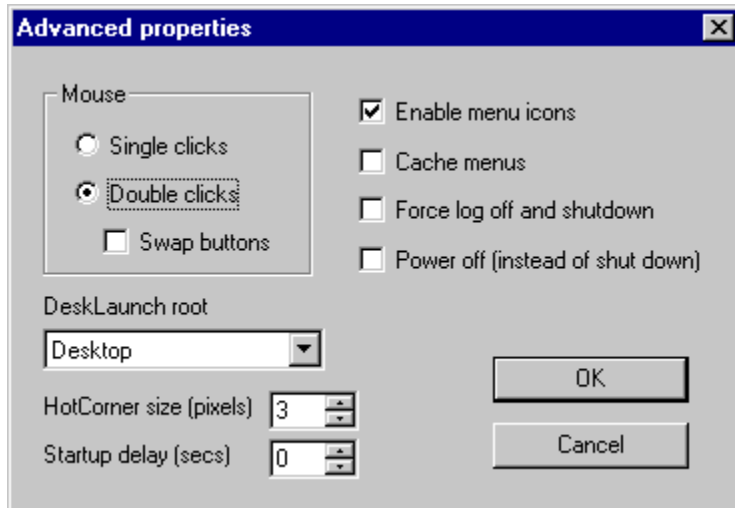 Advanced properties
Mouse
Single clicks
Double clicks
Swap buttons
Enable menu icons
Cache menus
Force log off and shutdown
Power off (instead of shut down)
DeskLaunch root
Desktop
HotCorner size (pixels) 3
Startup delay (secs) 0
OK
Cancel